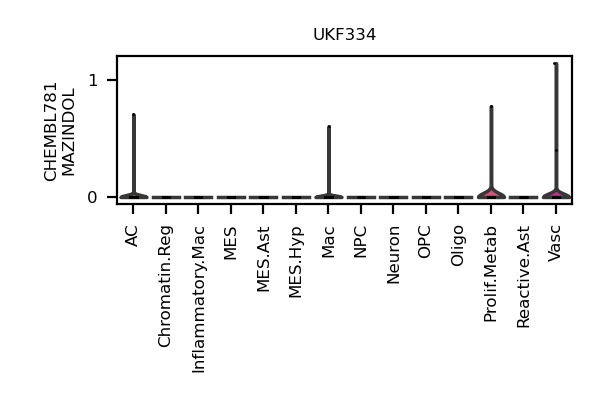 UKF334
CHEMBL781
MAZINDOL
1
0
AC
Chromatin.Reg
Inflammatory.Mac
MES
MES.Ast
MES.Hyp
Mac
NPC
Neuron
OPC
Oligo
Prolif.Metab
Reactive.Ast
Vasc